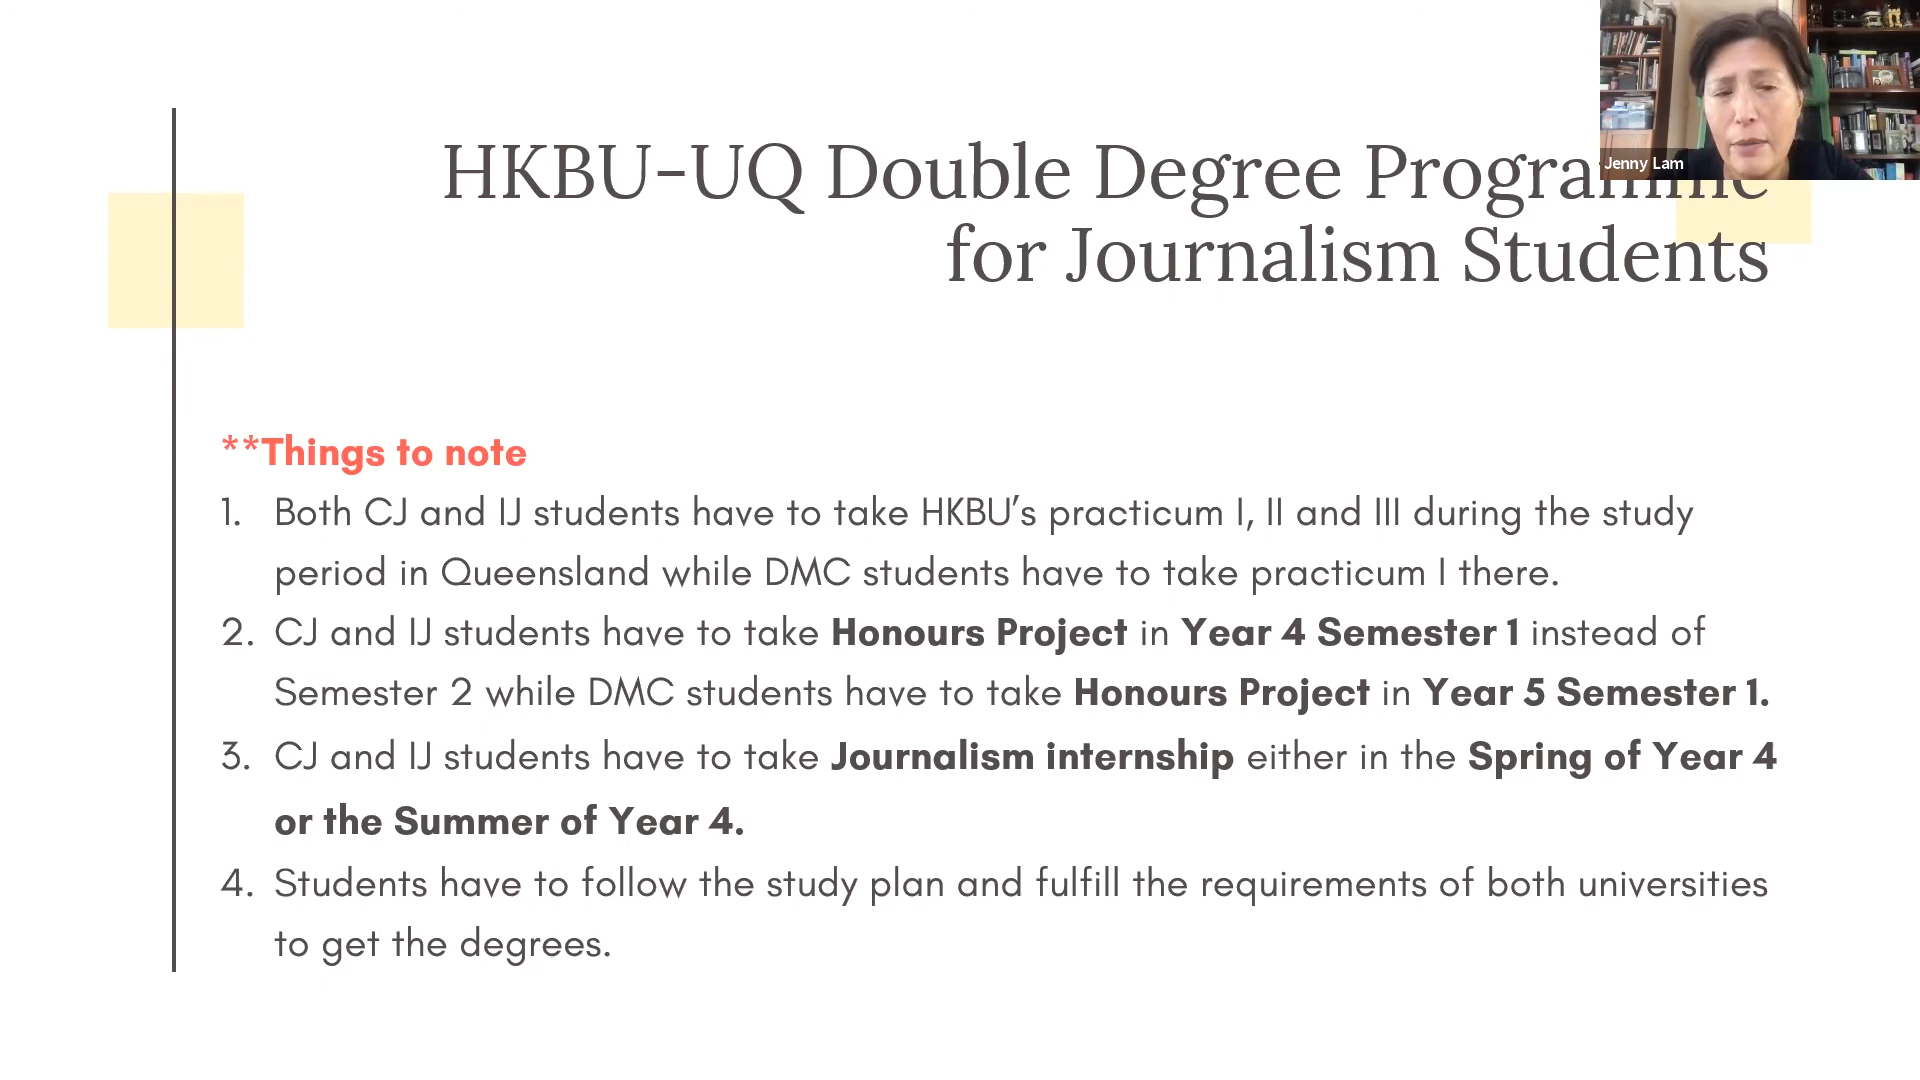 HKBU-UQ Double Degree Programme
for Journalism Students
Jenny Lam
**Things to note
1. Both CJ and IJ students have to take HKBU’s practicum I, II and III during the study
period in Queensland while DMC students have to take practicum I there.
2. CJ and IJ students have to take Honours Project in Year 4 Semester 1 instead of
Semester 2 while DMC students have to take Honours Project in Year 5 Semester 1.
3. CJ and IJ students have to take Journalism internship either in the Spring of Year 4
or the Summer of Year 4.
4. Students have to follow the study plan and fulfill the requirements of both universities
to get the degrees.